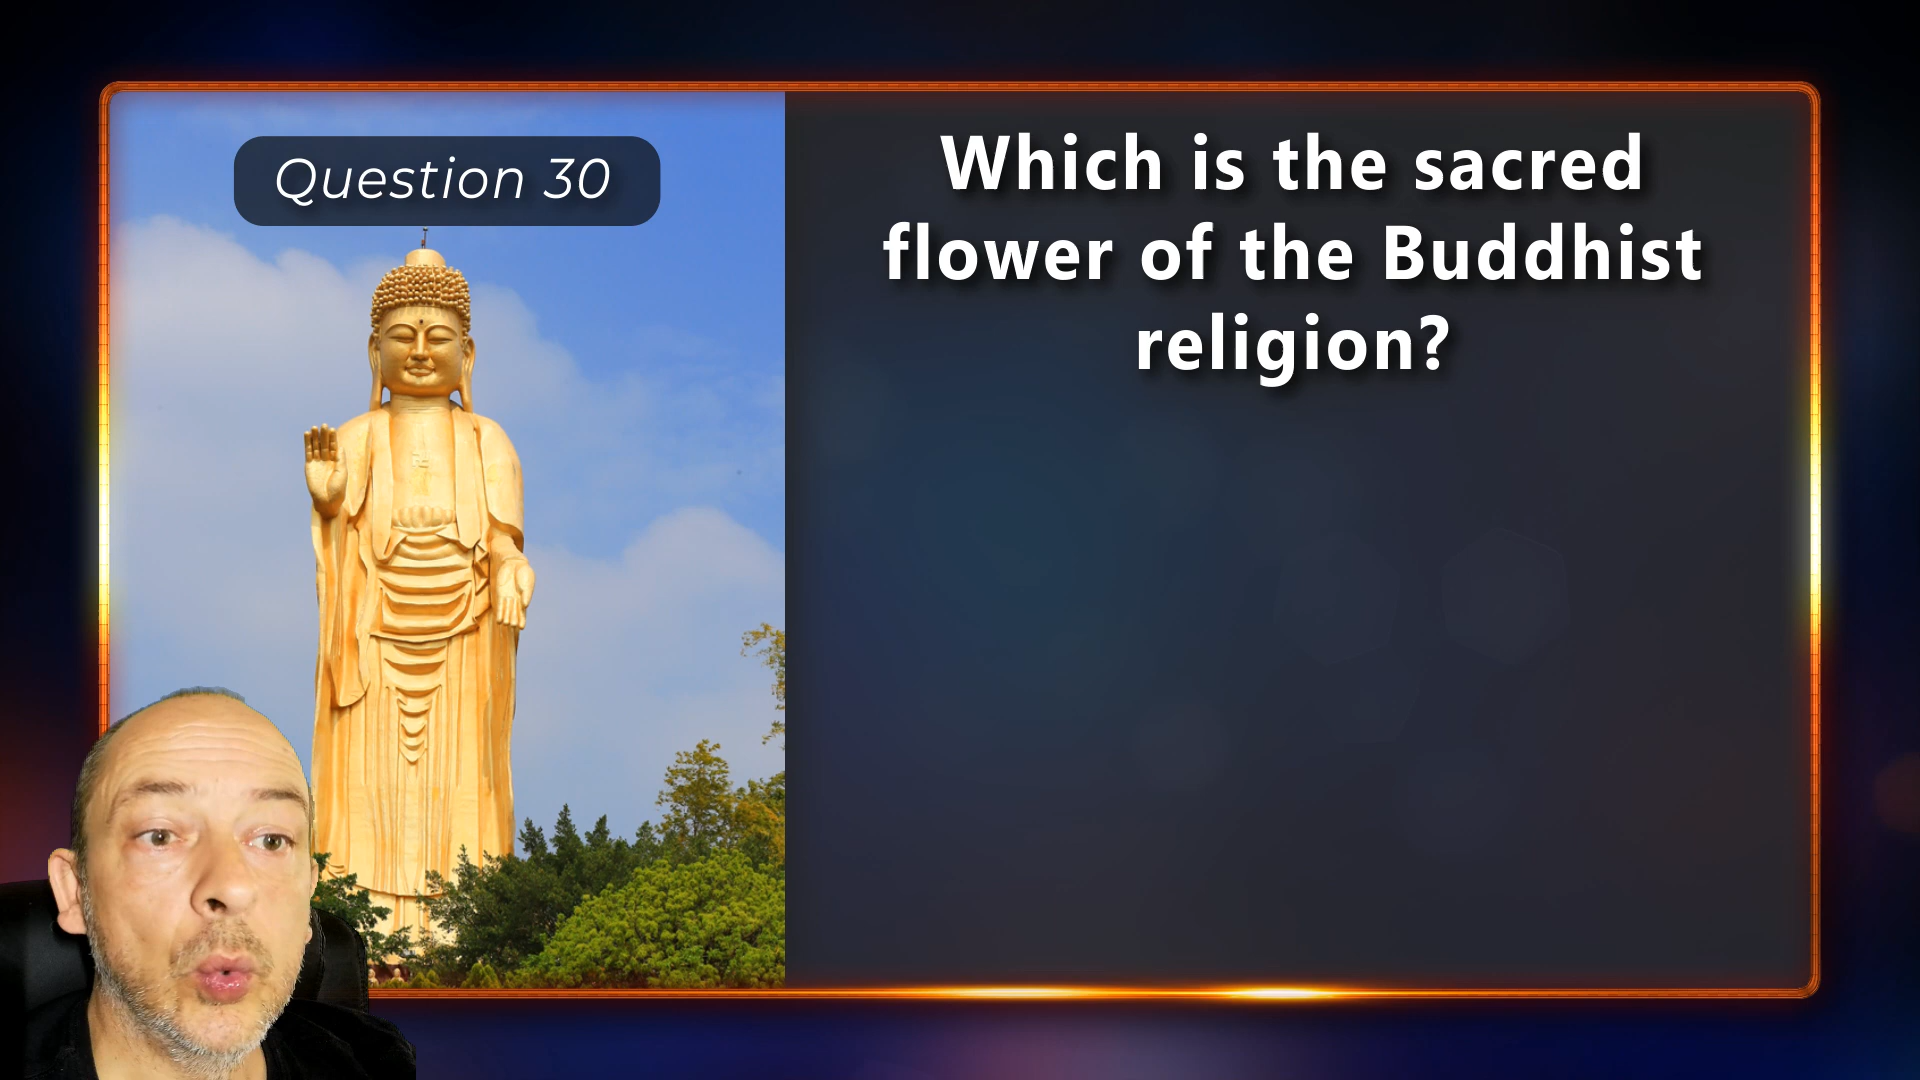 Question 30
Which is the sacred
flower of the Buddhist
religion?